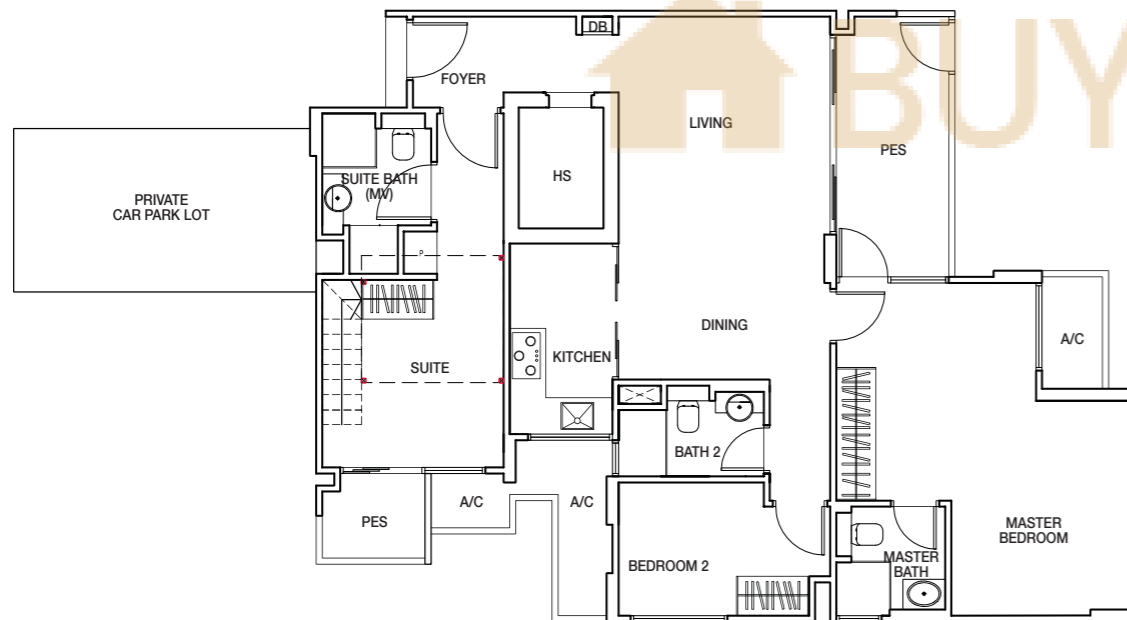 BUY
DB
FOYER
LIVING
PES
SUITE BATH
(MV)
HS
PRIVATE
CAR PARK LOT
P
DINING
A/C
KITCHEN
SUITE
BATH 2
A/C
A/C
PES
MASTER
BEDROOM
BEDROOM 2
MASTER
BATH